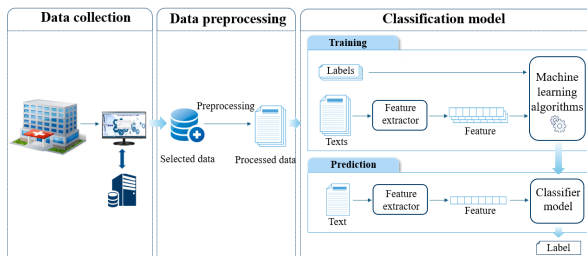 Data collection
Data preprocessing
Classification model
Training
Labels
Machine
learning
algorithms
Preprocessing
Feature
extractor
Selected data
Processed data
Texts
Feature
Prediction
Feature
extractor
Classifier
model
Text
Feature
Label